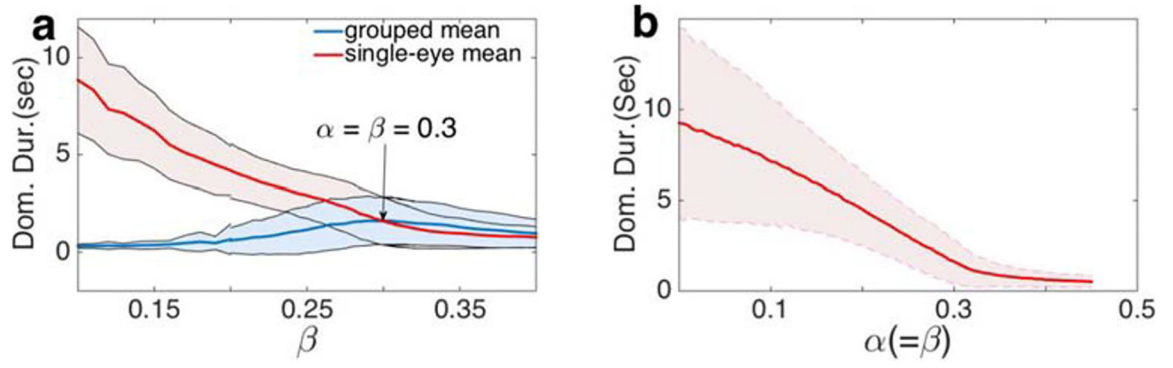 a
grouped mean
single-eye mean
α = β = 0.3
Dom. Dur.(sec)
10
5
0
0.15
0.25
0.35
β
b
Dom. Dur.(Sec)
10
5
0
0.1
0.3
0.5
α(=β)